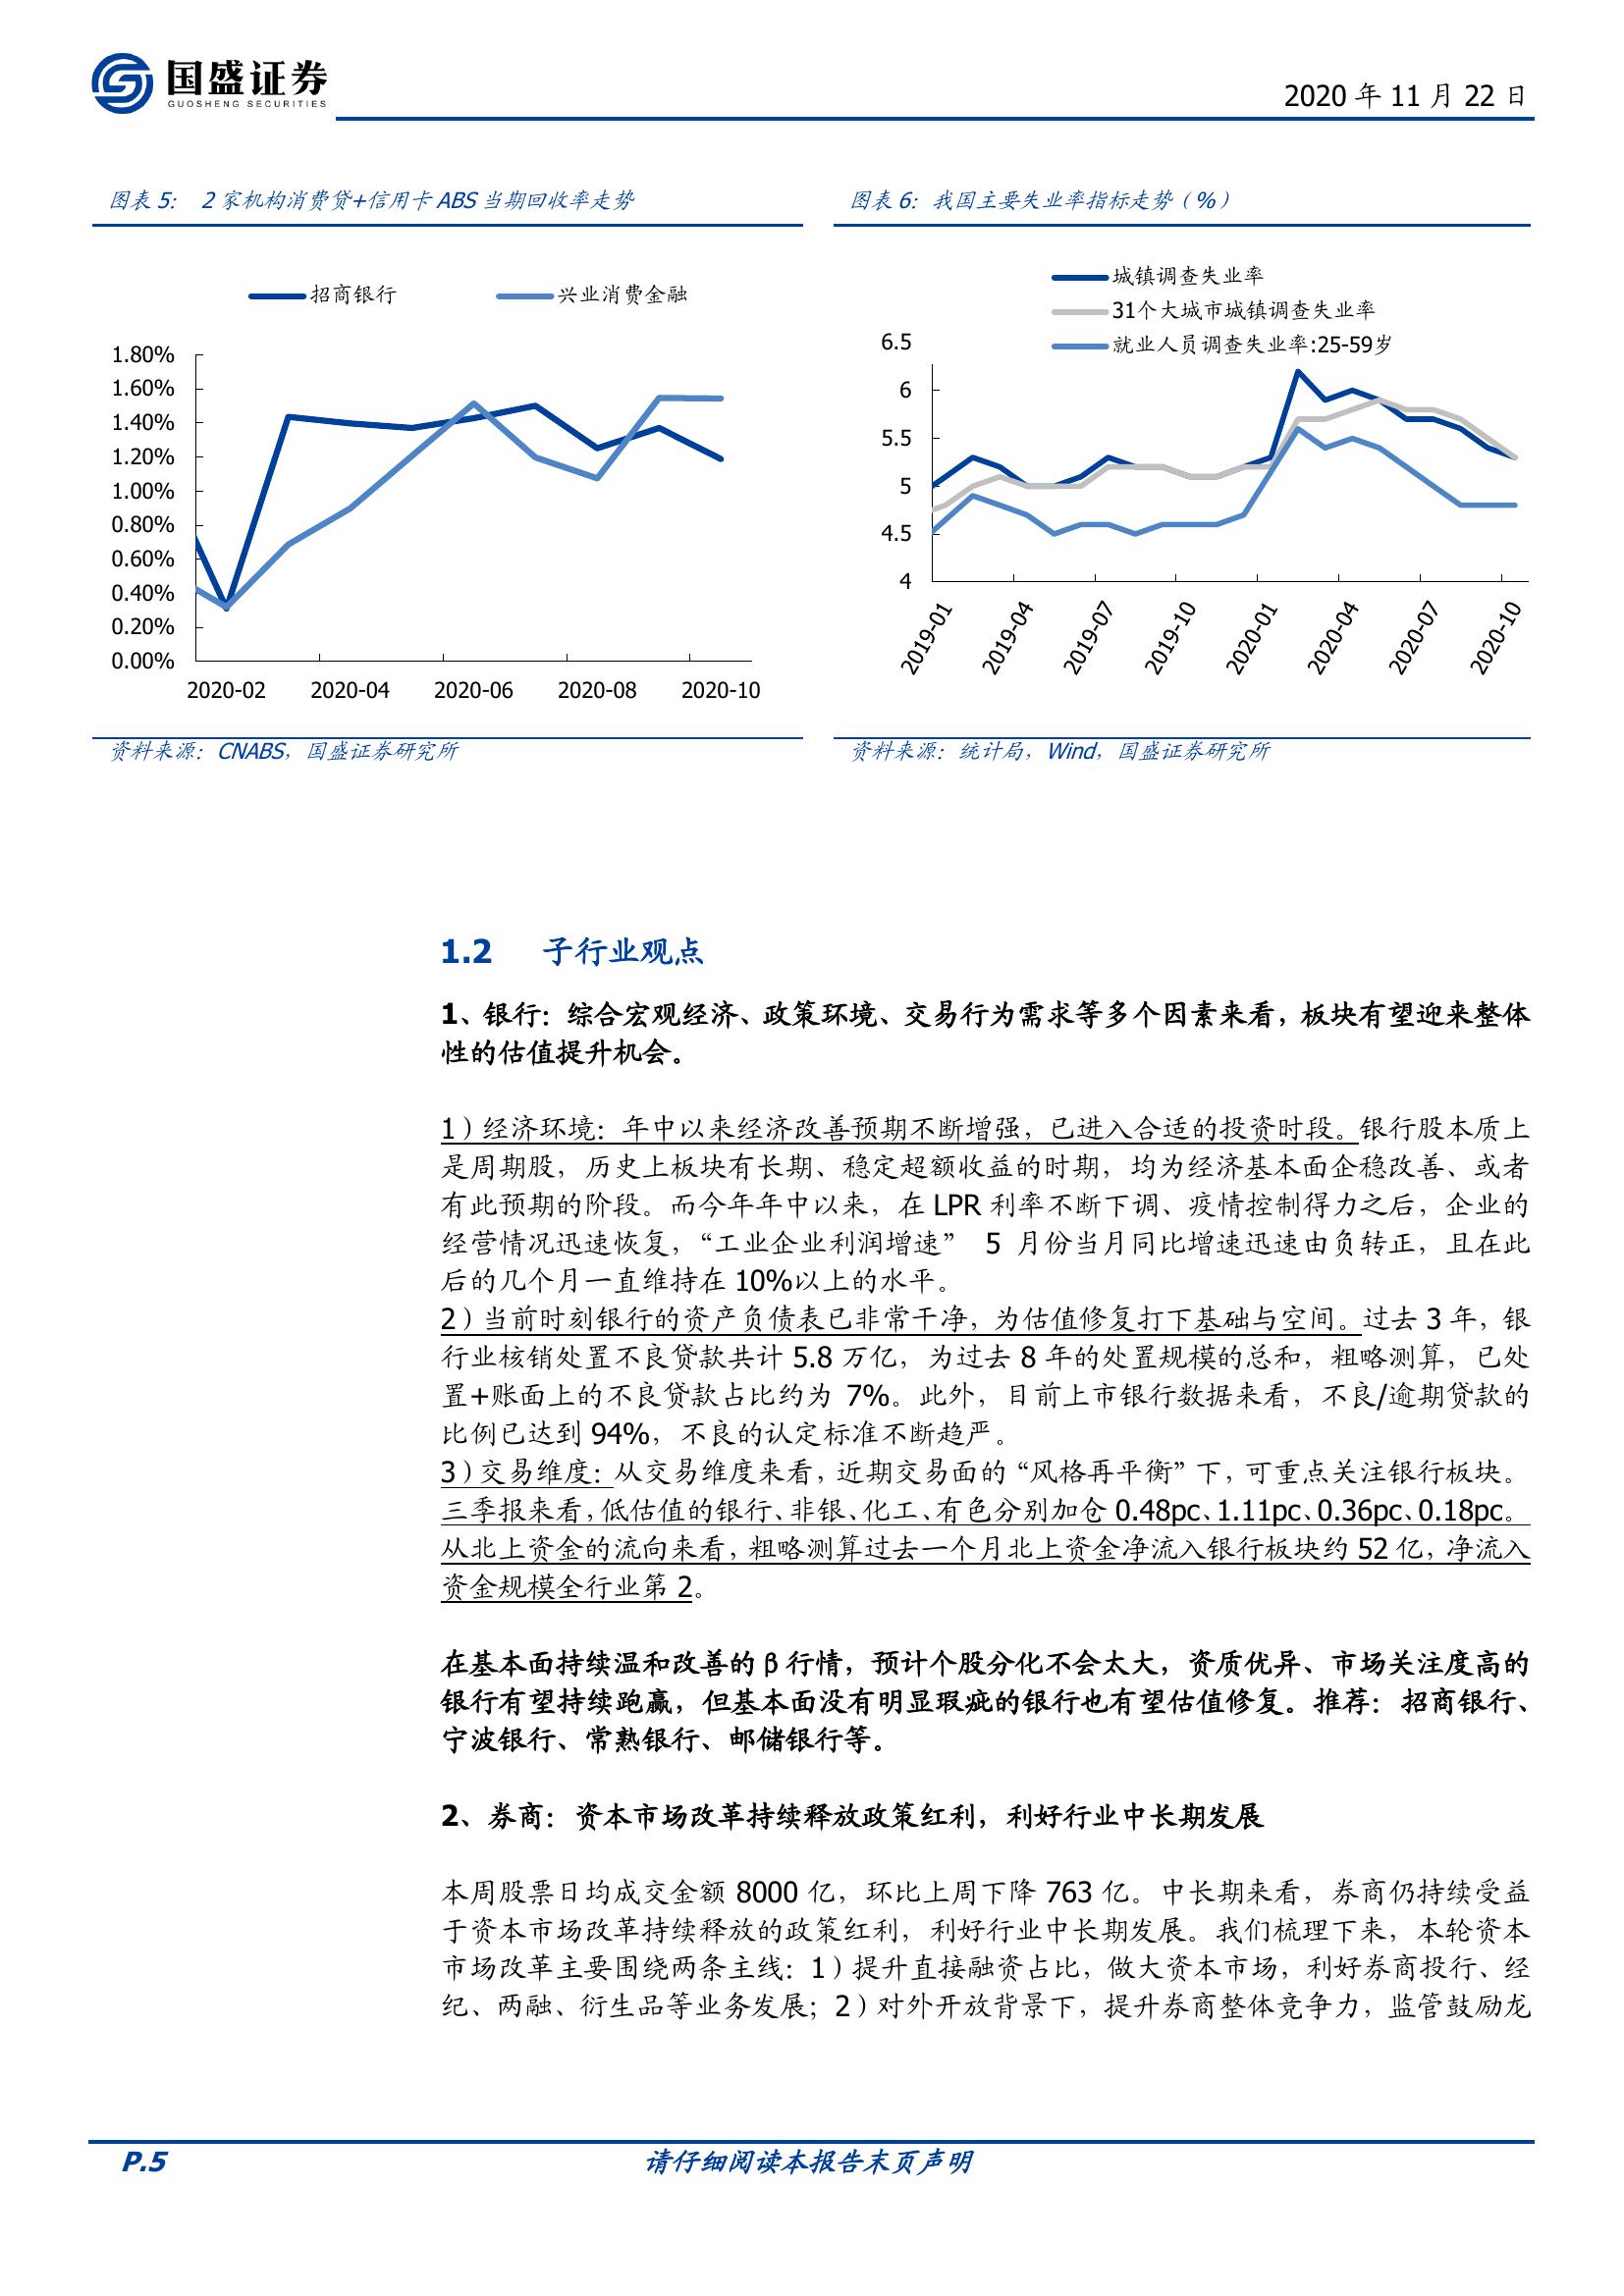 国盛证券
GUOSHENG SECURITIES
2020 年 11 月 22 日
图表 5： 2 家机构消费贷+信用卡 ABS 当期回收率走势
招商银行
兴业消费金融
1.80%
1.60%
1.40%
1.20%
1.00%
0.80%
0.60%
0.40%
0.20%
0.00%
2020-02
2020-04
2020-06
2020-08
2020-10
资料来源：CNABS，国盛证券研究所
图表 6：我国主要失业率指标走势（%）
城镇调查失业率
31个大城市城镇调查失业率
就业人员调查失业率:25-59岁
6.5
6
5.5
5
4.5
4
2019-01
2019-04
2019-07
2019-10
2020-01
2020-04
2020-07
2020-10
资料来源：统计局，Wind，国盛证券研究所
1.2 子行业观点
1、银行：综合宏观经济、政策环境、交易行为需求等多个因素来看，板块有望迎来整体
性的估值提升机会。
1）经济环境：年中以来经济改善预期不断增强，已进入合适的投资时段。银行股本质上
是周期股，历史上板块有长期、稳定超额收益的时期，均为经济基本面企稳改善、或者
有此预期的阶段。而今年年中以来，在 LPR 利率不断下调、疫情控制得力之后，企业的
经营情况迅速恢复，“工业企业利润增速” 5 月份当月同比增速迅速由负转正，且在此
后的几个月一直维持在 10%以上的水平。
2）当前时刻银行的资产负债表已非常干净，为估值修复打下基础与空间。过去 3 年，银
行业核销处置不良贷款共计 5.8 万亿，为过去 8 年的处置规模的总和，粗略测算，已处
置+账面上的不良贷款占比约为 7%。此外，目前上市银行数据来看，不良/逾期贷款的
比例已达到 94%，不良的认定标准不断趋严。
3）交易维度：从交易维度来看，近期交易面的“风格再平衡”下，可重点关注银行板块。
三季报来看，低估值的银行、非银、化工、有色分别加仓 0.48pc、1.11pc、0.36pc、0.18pc。
从北上资金的流向来看，粗略测算过去一个月北上资金净流入银行板块约 52 亿，净流入
资金规模全行业第 2。
在基本面持续温和改善的 β 行情，预计个股分化不会太大，资质优异、市场关注度高的
银行有望持续跑赢，但基本面没有明显瑕疵的银行也有望估值修复。推荐：招商银行、
宁波银行、常熟银行、邮储银行等。
2、券商：资本市场改革持续释放政策红利，利好行业中长期发展
本周股票日均成交金额 8000 亿，环比上周下降 763 亿。中长期来看，券商仍持续受益
于资本市场改革持续释放的政策红利，利好行业中长期发展。我们梳理下来，本轮资本
市场改革主要围绕两条主线：1）提升直接融资占比，做大资本市场，利好券商投行、经
纪、两融、衍生品等业务发展；2）对外开放背景下，提升券商整体竞争力，监管鼓励龙
P.5
请仔细阅读本报告末页声明